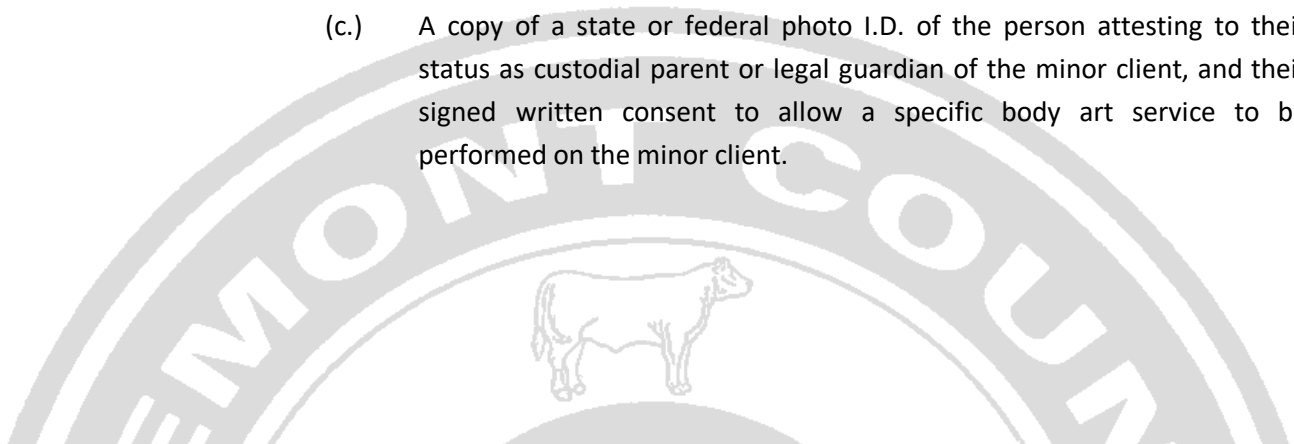 (c.) A copy of a state or federal photo I.D. of the person attesting to thei
status as custodial parent or legal guardian of the minor client, and thei
signed written consent to allow a specific body art service to b
performed on the minor client.
EMONT COUN